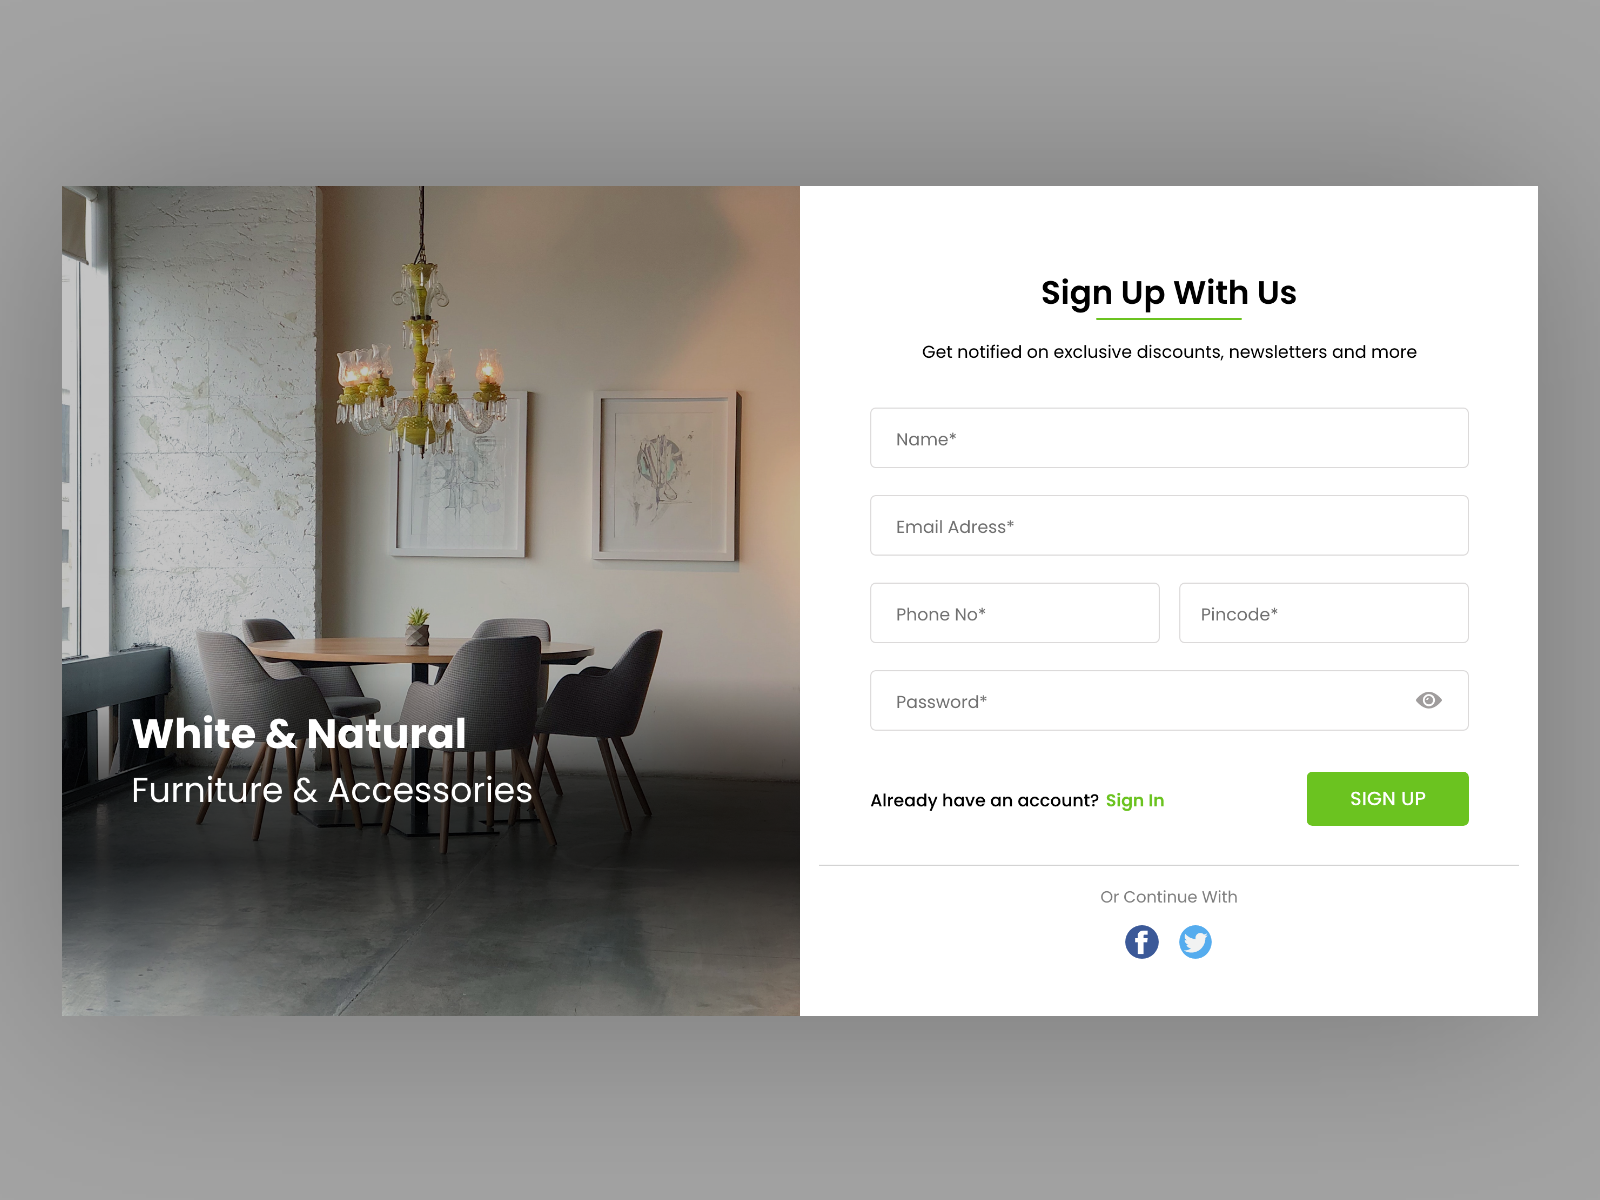 White & Natural
Furniture & Accessories
Sign Up With Us
Get notified on exclusive discounts, newsletters and more
Name*
Email Adress*
Phone No*
Pincode*
Password*
Already have an account? Sign In
SIGN UP
Or Continue With